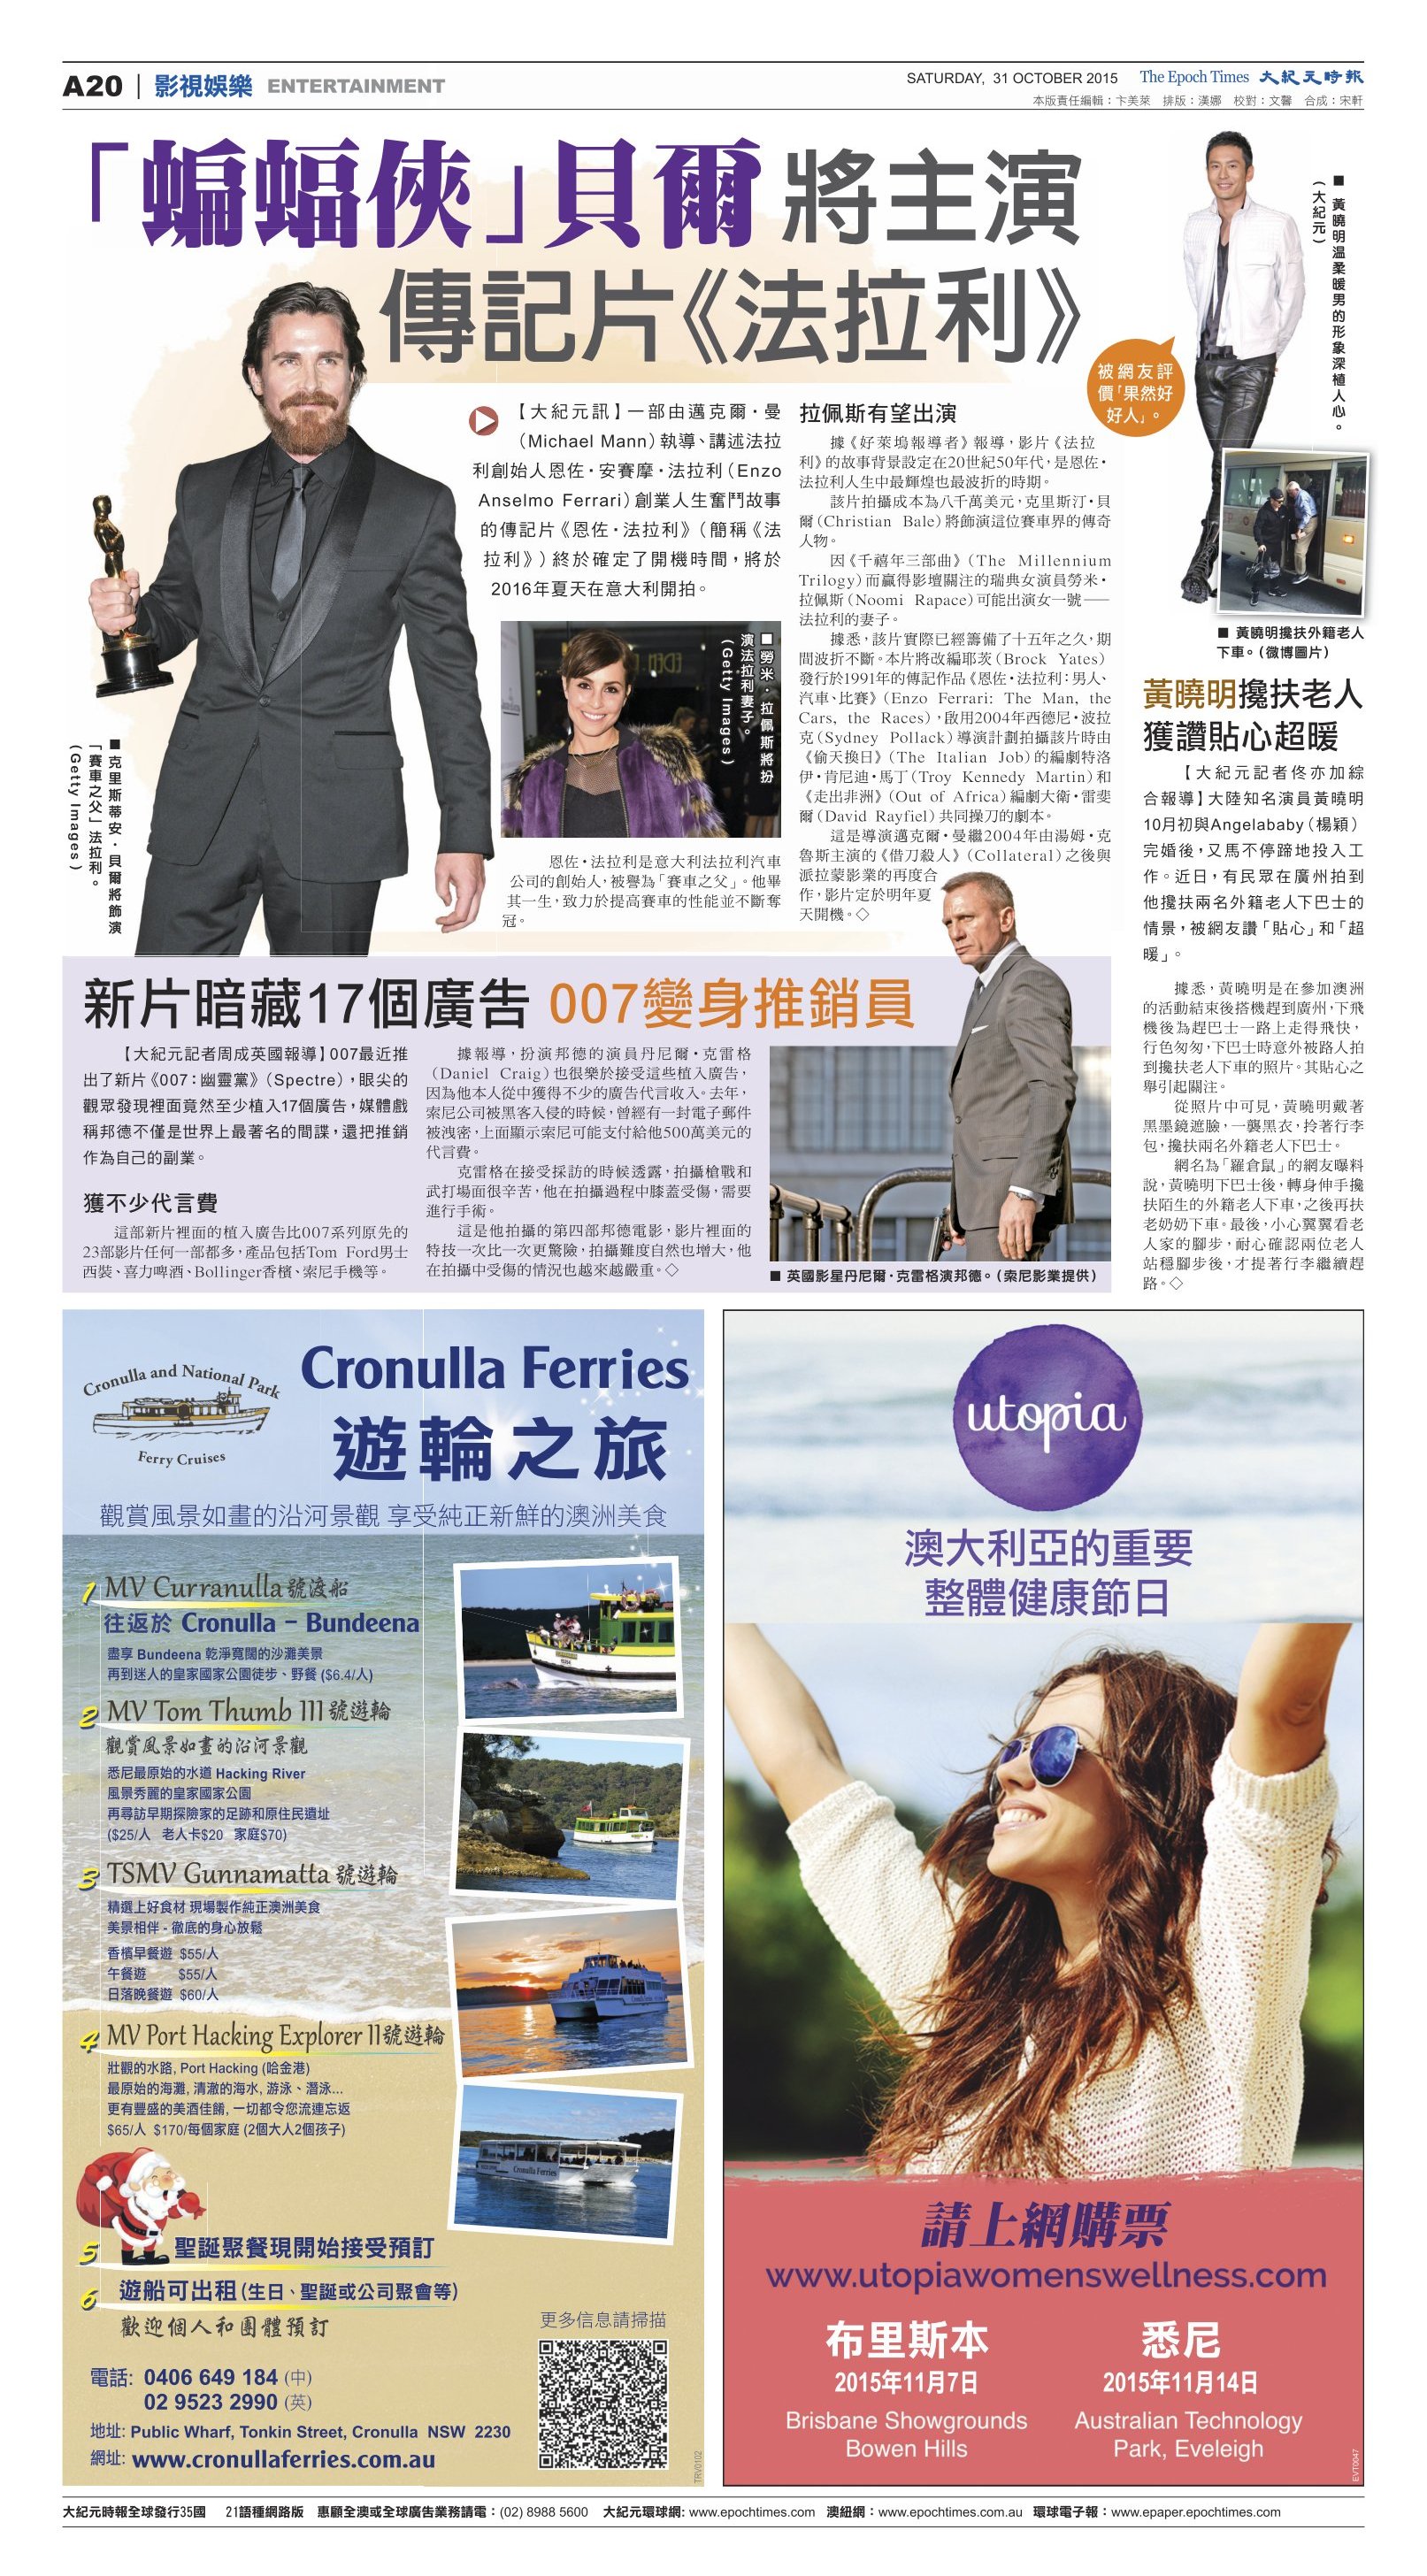 A20 | 影視娛樂 ENTERTAINMENT
SATURDAY, 31 OCTOBER 2015 The Epoch Times 大紀元時報
本版責任編輯：卞美萊 排版：漢娜 校對：文馨 合成：宋軒
「蝙蝠俠」貝爾將主演
傳記片《法拉利》
【大紀元訊】一部由邁克爾·曼
（Michael Mann）執導、講述法拉
利創始人恩佐·安賽摩·法拉利（Enzo
Anselmo Ferrari）創業人生奮鬥故事
的傳記片《恩佐·法拉利》（簡稱《法
拉利》）終於確定了開機時間，將於
2016年夏天在意大利開拍。
■勞米·拉佩斯將扮
演法拉利妻子。
（Getty Images）
■克里斯蒂安·貝爾將飾演
「賽車之父」法拉利。
（Getty Images）
恩佐·法拉利是意大利法拉利汽車
公司的創始人，被譽為「賽車之父」。他畢
其一生，致力於提高賽車的性能並不斷奪
冠。
拉佩斯有望出演
據《好萊塢報導者》報導，影片《法拉
利》的故事背景設定在20世紀50年代，是恩佐·
法拉利人生中最輝煌也最波折的時期。
該片拍攝成本為八千萬美元，克里斯汀·貝
爾（Christian Bale）將飾演這位賽車界的傳奇
人物。
因《千禧年三部曲》（The Millennium
Trilogy）而贏得影壇關注的瑞典女演員勞米·
拉佩斯（Noomi Rapace）可能出演女一號——
法拉利的妻子。
據悉，該片實際已經籌備了十五年之久，期
間波折不斷。本片將改編耶茨（Brock Yates）
發行於1991年的傳記作品《恩佐·法拉利：男人、
汽車、比賽》（Enzo Ferrari: The Man, the
Cars, the Races），啟用2004年西德尼·波拉
克（Sydney Pollack）導演計劃拍攝該片時由
《偷天換日》（The Italian Job）的編劇特洛
伊·肯尼迪·馬丁（Troy Kennedy Martin）和
《走出非洲》（Out of Africa）編劇大衛·雷斐
爾（David Rayfiel）共同操刀的劇本。
這是導演邁克爾·曼繼2004年由湯姆·克
魯斯主演的《借刀殺人》（Collateral）之後與
派拉蒙影業的再度合
作，影片定於明年夏
天開機。◇
■黃曉明溫柔暖男的形象深植人心。
（大紀元）
被網友評
價「果然好
好人」。
■ 黃曉明攙扶外籍老人
下車。（微博圖片）
黃曉明攙扶老人
獲讚貼心超暖
【大紀元記者佟亦加綜
合報導】大陸知名演員黃曉明
10月初與Angelababy（楊穎）
完婚後，又馬不停蹄地投入工
作。近日，有民眾在廣州拍到
他攙扶兩名外籍老人下巴士的
情景，被網友讚「貼心」和「超
暖」。
據悉，黃曉明是在參加澳洲
的活動結束後搭機趕到廣州，下飛
機後為趕巴士一路上走得飛快，
行色匆匆，下巴士時意外被路人拍
到攙扶老人下車的照片。其貼心之
舉引起關注。
從照片中可見，黃曉明戴著
黑墨鏡遮臉，一襲黑衣，拎著行李
包，攙扶兩名外籍老人下巴士。
網名為「羅倉鼠」的網友曝料
說，黃曉明下巴士後，轉身伸手攙
扶陌生的外籍老人下車，之後再扶
老奶奶下車。最後，小心翼翼看老
人家的腳步，耐心確認兩位老人
站穩腳步後，才提著行李繼續趕
路。◇
新片暗藏17個廣告 007變身推銷員
【大紀元記者周成英國報導】007最近推
出了新片《007：幽靈黨》（Spectre），眼尖的
觀眾發現裡面竟然至少植入17個廣告，媒體戲
稱邦德不僅是世界上最著名的間諜，還把推銷
作為自己的副業。
獲不少代言費
這部新片裡面的植入廣告比007系列原先的
23部影片任何一部都多，產品包括Tom Ford男士
西裝、喜力啤酒、Bollinger香檳、索尼手機等。
據報導，扮演邦德的演員丹尼爾·克雷格
（Daniel Craig）也很樂於接受這些植入廣告，
因為他本人從中獲得不少的廣告代言收入。去年，
索尼公司被黑客入侵的時候，曾經有一封電子郵件
被洩密，上面顯示索尼可能支付給他500萬美元的
代言費。
克雷格在接受採訪的時候透露，拍攝槍戰和
武打場面很辛苦，他在拍攝過程中膝蓋受傷，需要
進行手術。
這是他拍攝的第四部邦德電影，影片裡面的
特技一次比一次更驚險，拍攝難度自然也增大，他
在拍攝中受傷的情況也越來越嚴重。◇
■ 英國影星丹尼爾·克雷格演邦德。（索尼影業提供）
Cronulla and National Park
Ferry Cruises
Cronulla Ferries
遊輪之旅
觀賞風景如畫的沿河景觀 享受純正新鮮的澳洲美食
1 MV Curranulla號渡船
往返於 Cronulla - Bundeena
盡享 Bundeena 乾淨寬闊的沙灘美景
再到迷人的皇家國家公園徒步、野餐 ($6.4/人)
2 MV Tom Thumb III號遊輪
觀賞風景如畫的沿河景觀
悉尼最原始的水道 Hacking River
風景秀麗的皇家國家公園
再尋訪早期探險家的足跡和原住民遺址
($25/人 老人卡$20 家庭$70)
3 TSMV Gunnamatta 號遊輪
精選上好食材 現場製作純正澳洲美食
美景相伴 - 徹底的身心放鬆
香檳早餐遊 $55/人
午餐遊 $55/人
日落晚餐遊 $60/人
4 MV Port Hacking Explorer II號遊輪
壯觀的水路, Port Hacking (哈金港)
最原始的海灘, 清澈的海水, 游泳、潛泳...
更有豐盛的美酒佳餚, 一切都令您流連忘返
$65/人 $170/每個家庭 (2個大人2個孩子)
Cronulla Ferries
5 聖誕聚餐現開始接受預訂
6 遊船可出租(生日、聖誕或公司聚會等)
歡迎個人和團體預訂
更多信息請掃描
電話: 0406 649 184 (中)
02 9523 2990 (英)
地址: Public Wharf, Tonkin Street, Cronulla NSW 2230
網址: www.cronullaferries.com.au
TRV0102
utopia
澳大利亞的重要
整體健康節日
請上網購票
www.utopiawomenswellness.com
布里斯本
2015年11月7日
Brisbane Showgrounds
Bowen Hills
悉尼
2015年11月14日
Australian Technology
Park, Eveleigh
EVT0047
大紀元時報全球發行35國 21語種網路版 惠顧全澳或全球廣告業務請電：(02) 8988 5600 大紀元環球網: www.epochtimes.com 澳紐網：www.epochtimes.com.au 環球電子報：www.epaper.epochtimes.com